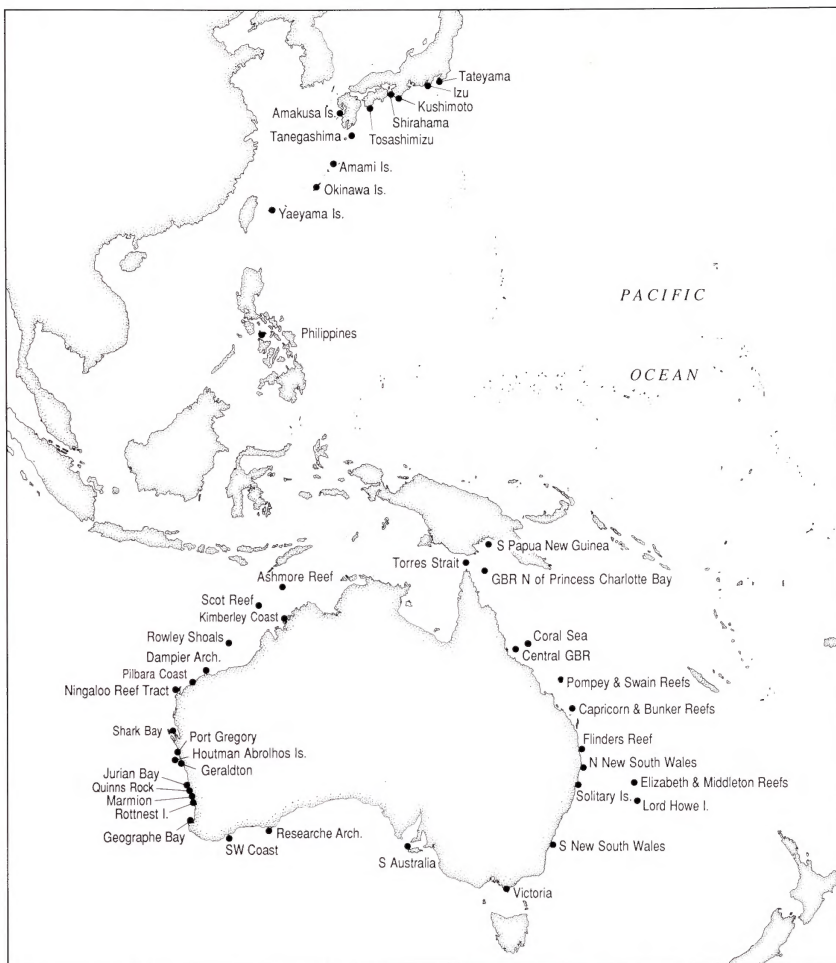 Tateyama
Izu
Kushimoto
Shirahama
Amakusa Is.
Tosashimizu
Tanegashima
Amami Is.
Okinawa Is.
Yaeyama Is.
PACIFIC
Philippines
OCEAN
S Papua New Guinea
Torres Strait
GBR N of Princess Charlotte Bay
Ashmore Reef
Scot Reef
Kimberley Coast
Rowley Shoals
Coral Sea
Central GBR
Dampier Arch.
Pilbara Coast
Pompey & Swain Reefs
Ningaloo Reef Tract
Capricorn & Bunker Reefs
Shark Bay
Port Gregory
Flinders Reef
Houtman Abrolhos Is.
Geraldton
N New South Wales
Jurian Bay
Elizabeth & Middleton Reefs
Quinns Rock
Solitary Is.
Marmion
Lord Howe I.
Rottnest I.
Geographe Bay
Researche Arch.
SW Coast
S Australia
S New South Wales
Victoria